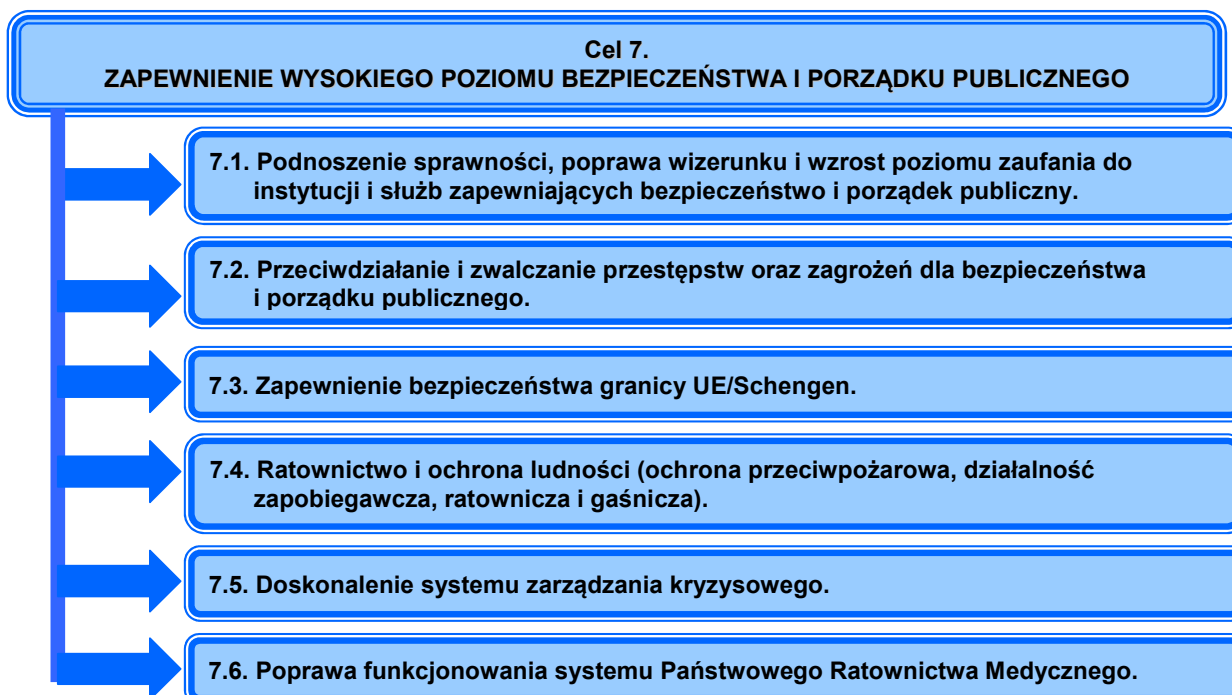 Cel 7.
ZAPEWNIENIE WYSOKIEGO POZIOMU BEZPIECZEŃSTWA I PORZĄDKU PUBLICZNEGO
7.1. Podnoszenie sprawności, poprawa wizerunku i wzrost poziomu zaufania do
instytucji i służb zapewniających bezpieczeństwo i porządek publiczny.
7.2. Przeciwdziałanie i zwalczanie przestępstw oraz zagrożeń dla bezpieczeństwa
i porządku publicznego.
7.3. Zapewnienie bezpieczeństwa granicy UE/Schengen.
7.4. Ratownictwo i ochrona ludności (ochrona przeciwpożarowa, działalność
zapobiegawcza, ratownicza i gaśnicza).
7.5. Doskonalenie systemu zarządzania kryzysowego.
7.6. Poprawa funkcjonowania systemu Państwowego Ratownictwa Medycznego.